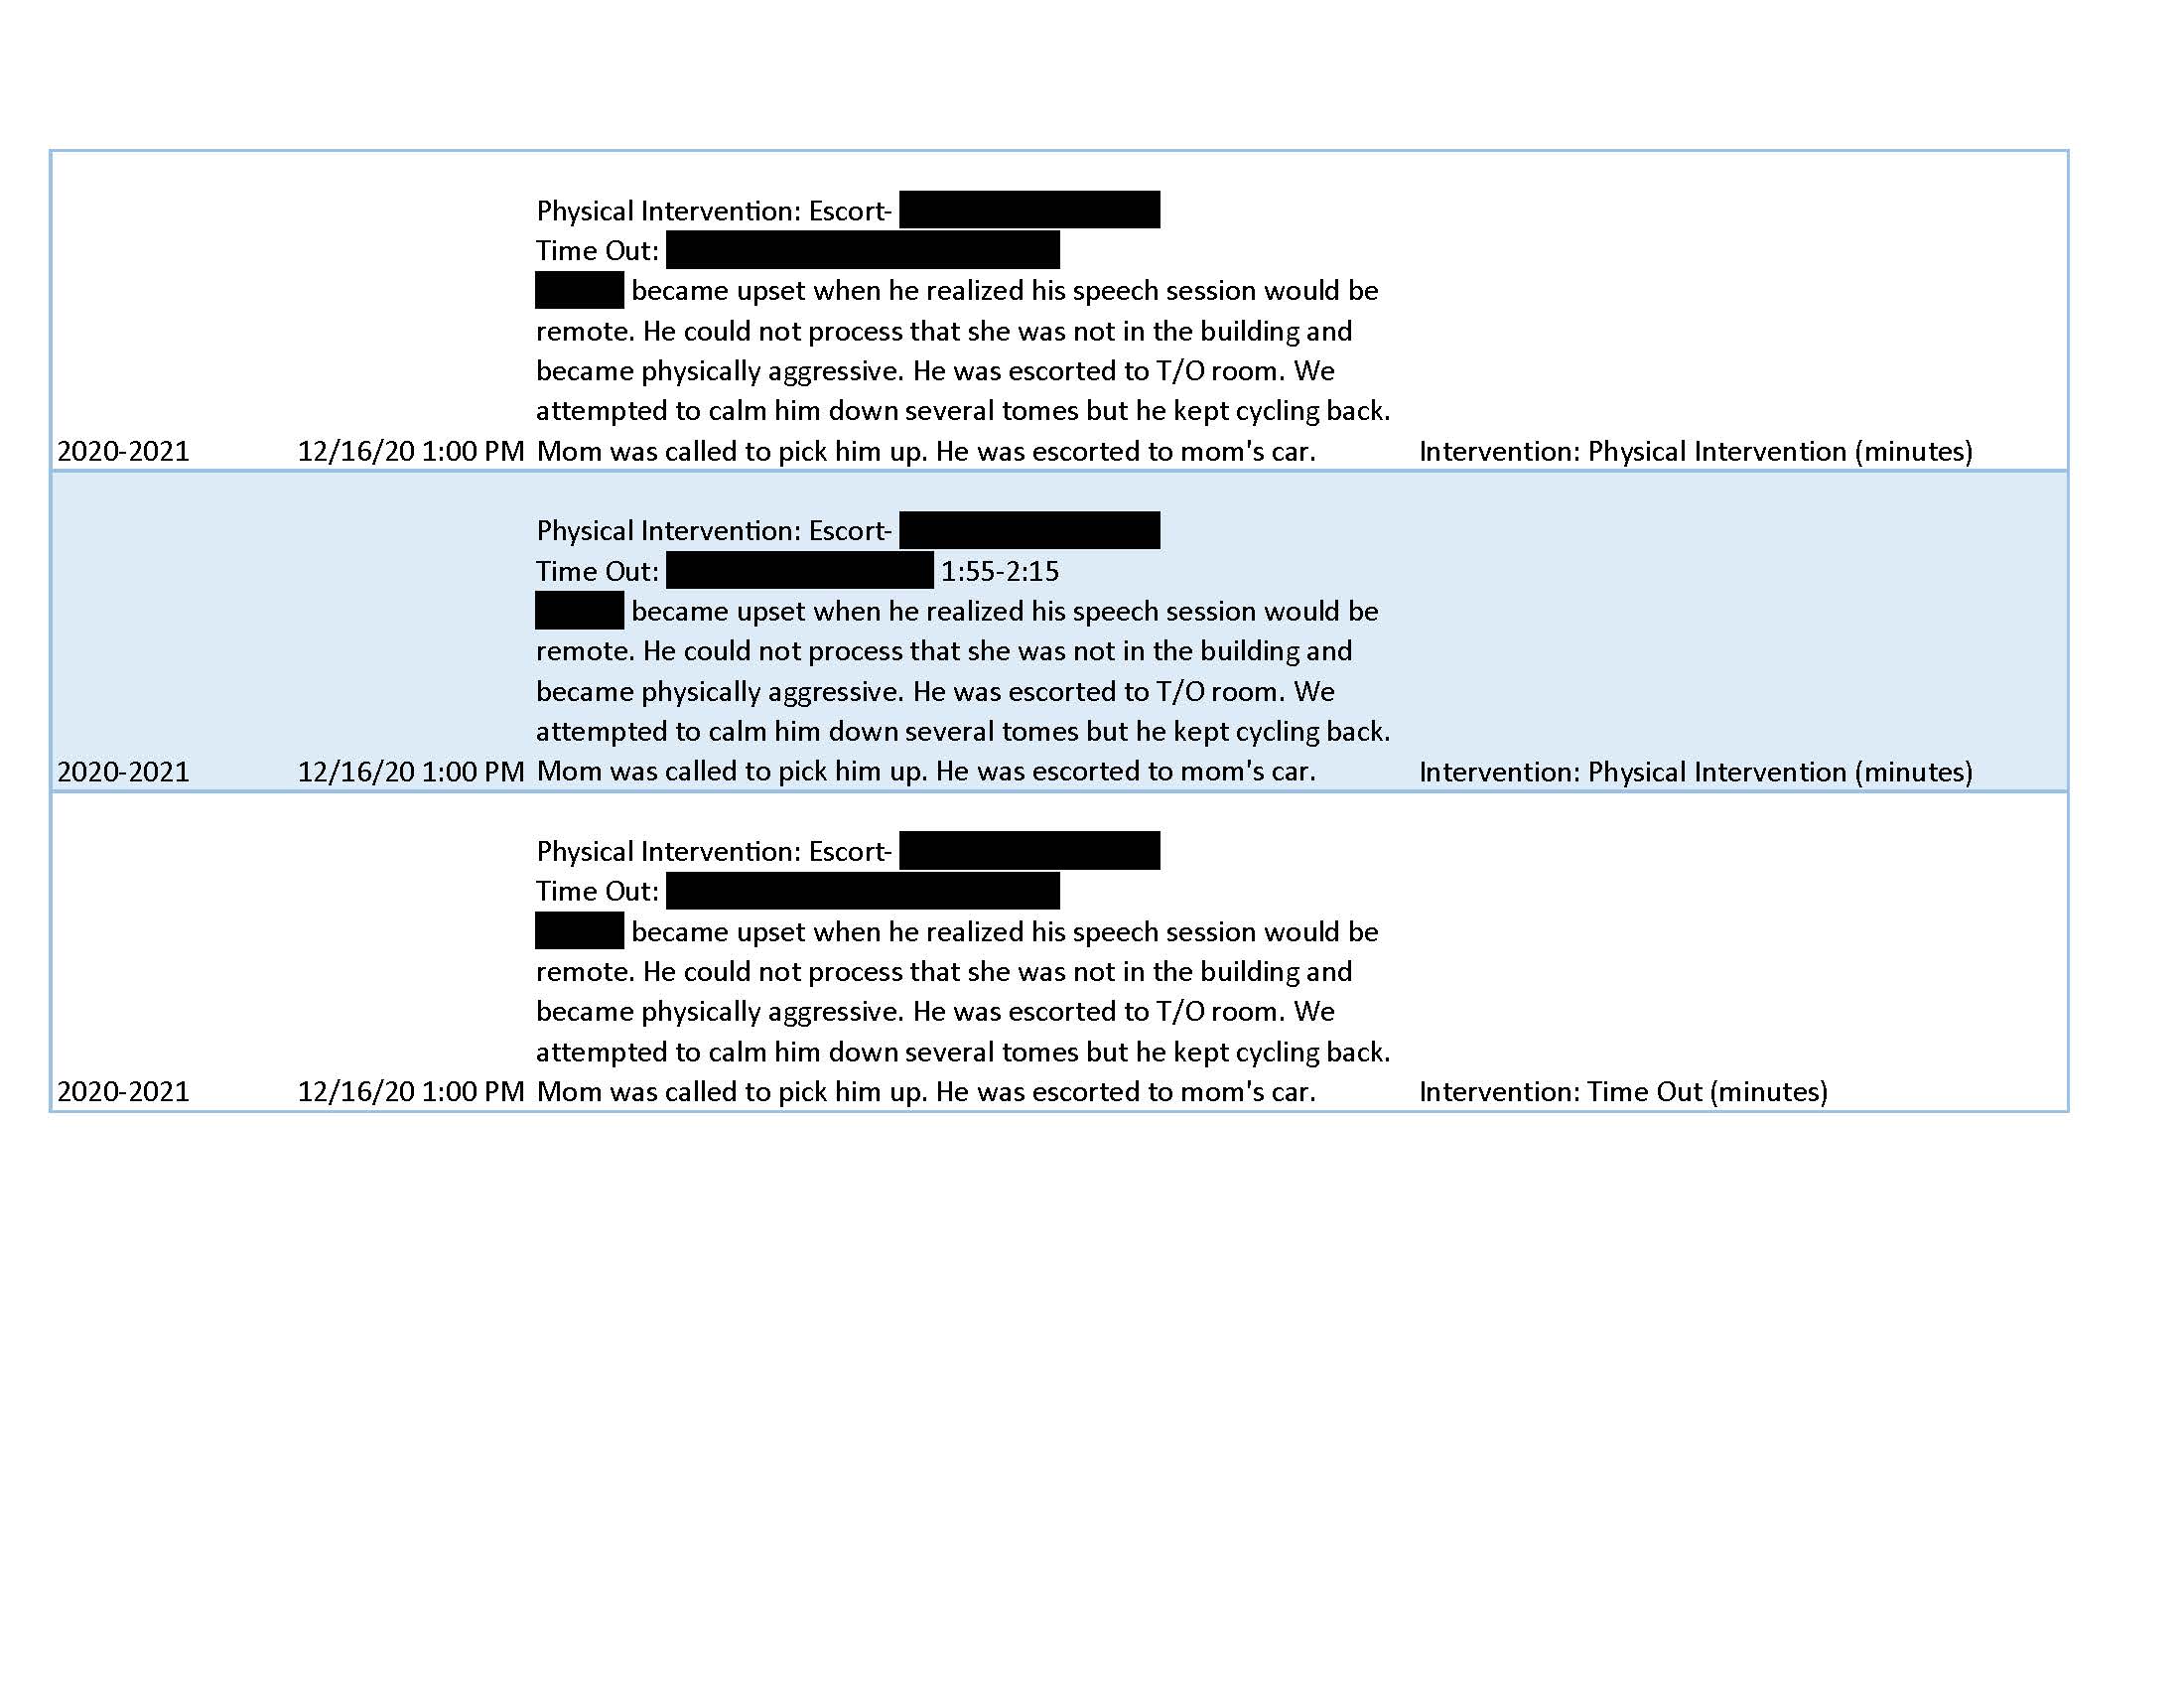 Physical Intervention: Escort-
Time Out:
became upset when he realized his speech session would be
remote. He could not process that she was not in the building and
became physically aggressive. He was escorted to T/O room. We
attempted to calm him down several tomes but he kept cycling back.
2020-2021 12/16/20 1:00 PM Mom was called to pick him up. He was escorted to mom's car. Intervention: Physical Intervention (minutes)
Physical Intervention: Escort-
Time Out: 1:55-2:15
became upset when he realized his speech session would be
remote. He could not process that she was not in the building and
became physically aggressive. He was escorted to T/O room. We
attempted to calm him down several tomes but he kept cycling back.
2020-2021 12/16/20 1:00 PM Mom was called to pick him up. He was escorted to mom's car. Intervention: Physical Intervention (minutes)
Physical Intervention: Escort-
Time Out:
became upset when he realized his speech session would be
remote. He could not process that she was not in the building and
became physically aggressive. He was escorted to T/O room. We
attempted to calm him down several tomes but he kept cycling back.
2020-2021 12/16/20 1:00 PM Mom was called to pick him up. He was escorted to mom's car. Intervention: Time Out (minutes)